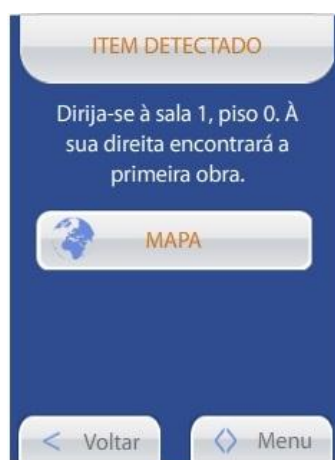 ITEM DETECTADO
Dirija-se à sala 1, piso 0. À
sua direita encontrará a
primeira obra.
MAPA
< Voltar
Menu